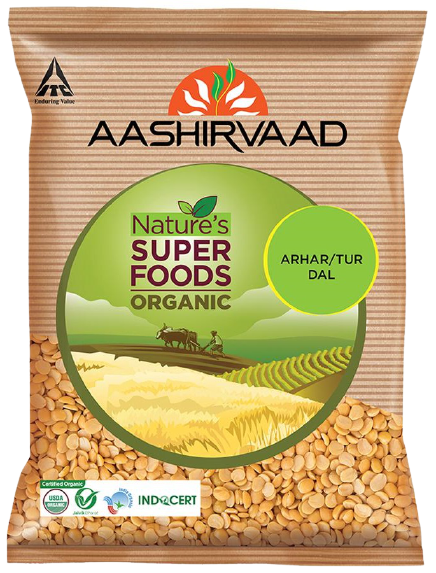 ITC
Enduring Value
AASHIRVAAD
Nature's
SUPER
FOODS
ORGANIC
ARHAR/TUR
DAL
Certified Organic
USDA
ORGANIC
INDOCERT